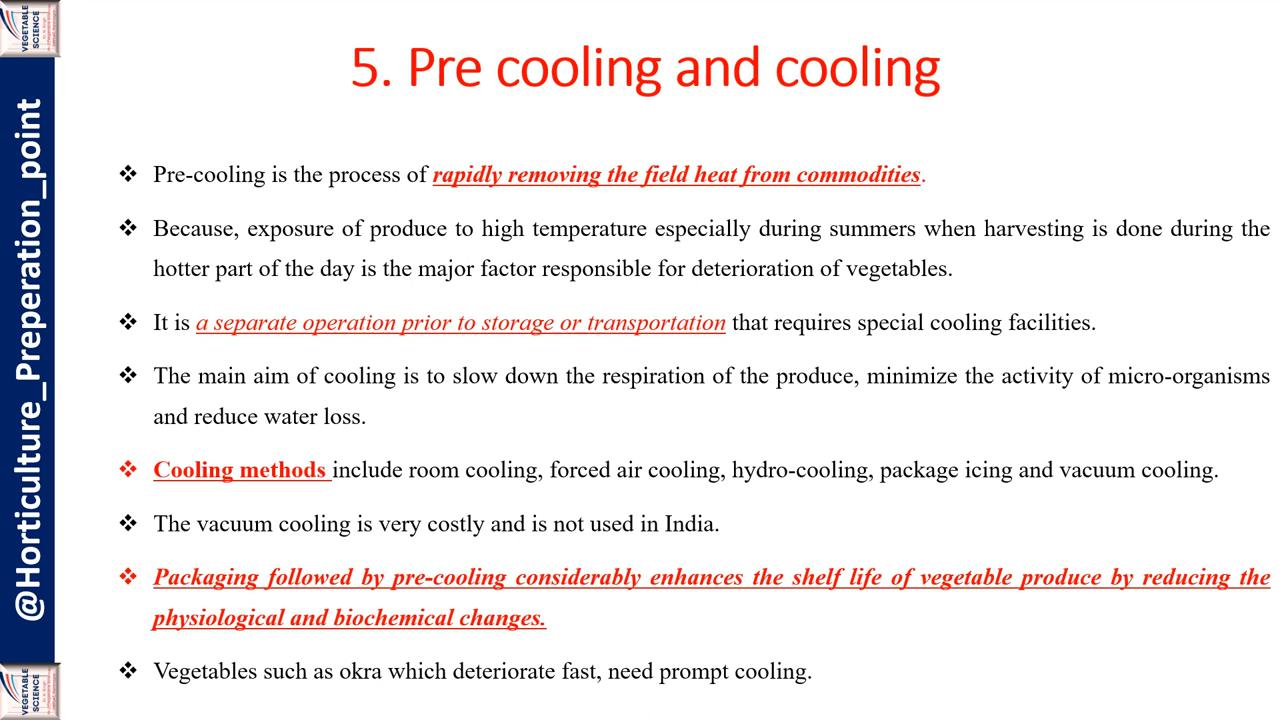 VEGETABLE
SCIENCE
5. Pre cooling and cooling
@Horticulture_Preperation_point
❖ Pre-cooling is the process of rapidly removing the field heat from commodities.
❖ Because, exposure of produce to high temperature especially during summers when harvesting is done during the
hotter part of the day is the major factor responsible for deterioration of vegetables.
❖ It is a separate operation prior to storage or transportation that requires special cooling facilities.
❖ The main aim of cooling is to slow down the respiration of the produce, minimize the activity of micro-organisms
and reduce water loss.
❖ Cooling methods include room cooling, forced air cooling, hydro-cooling, package icing and vacuum cooling.
❖ The vacuum cooling is very costly and is not used in India.
❖ Packaging followed by pre-cooling considerably enhances the shelf life of vegetable produce by reducing the
physiological and biochemical changes.
❖ Vegetables such as okra which deteriorate fast, need prompt cooling.
VEGETABLE
SCIENCE